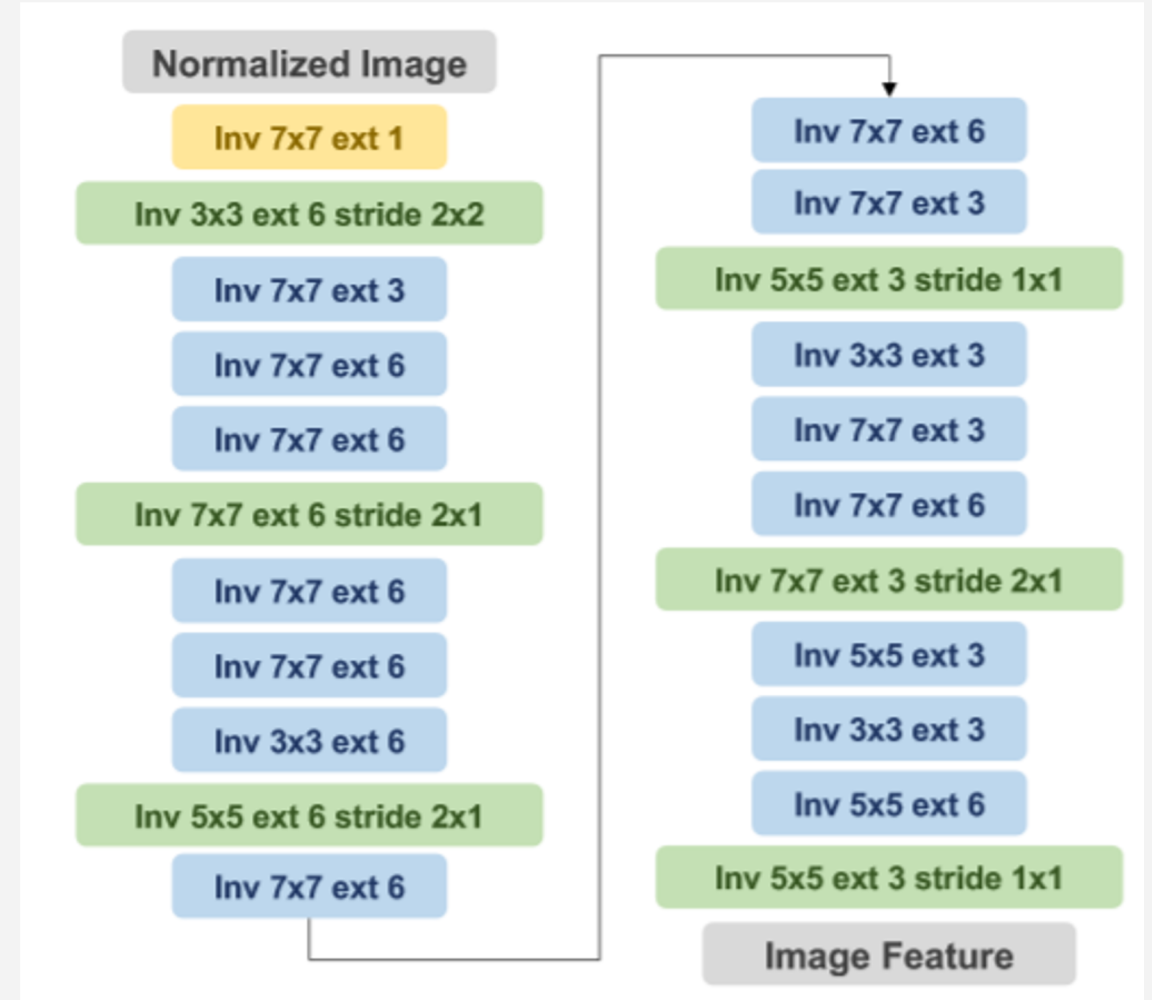 Normalized Image
Inv 7x7 ext 1
Inv 3x3 ext 6 stride 2x2
Inv 7x7 ext 3
Inv 7x7 ext 6
Inv 7x7 ext 6
Inv 7x7 ext 6 stride 2x1
Inv 7x7 ext 6
Inv 7x7 ext 6
Inv 3x3 ext 6
Inv 5x5 ext 6 stride 2x1
Inv 7x7 ext 6
Inv 7x7 ext 6
Inv 7x7 ext 3
Inv 5x5 ext 3 stride 1x1
Inv 3x3 ext 3
Inv 7x7 ext 3
Inv 7x7 ext 6
Inv 7x7 ext 3 stride 2x1
Inv 5x5 ext 3
Inv 3x3 ext 3
Inv 5x5 ext 6
Inv 5x5 ext 3 stride 1x1
Image Feature